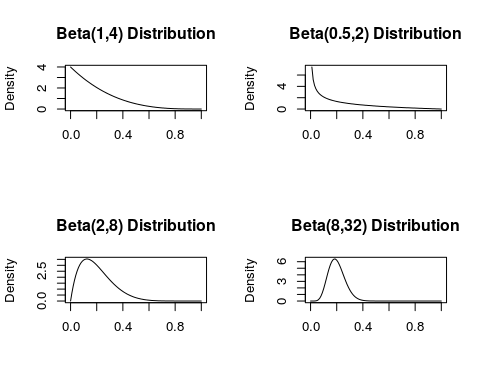 Beta(1,4) Distribution
Density
0 2 4
0.0 0.4 0.8
Beta(0.5,2) Distribution
Density
0 4
0.0 0.4 0.8
Beta(2,8) Distribution
Density
0.0 2.5
0.0 0.4 0.8
Beta(8,32) Distribution
Density
0 3 6
0.0 0.4 0.8